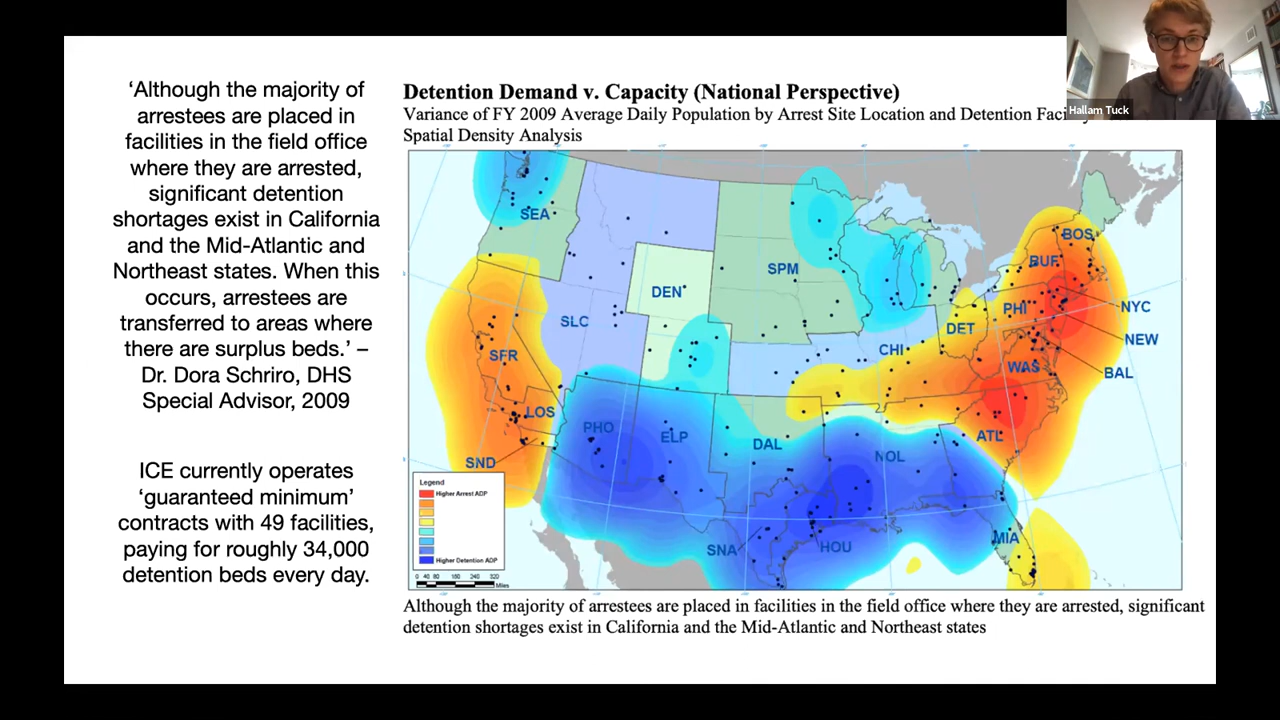 ‘Although the majority of
arrestees are placed in
facilities in the field office
where they are arrested,
significant detention
shortages exist in California
and the Mid-Atlantic and
Northeast states. When this
occurs, arrestees are
transferred to areas where
there are surplus beds.’ –
Dr. Dora Schriro, DHS
Special Advisor, 2009
ICE currently operates
‘guaranteed minimum’
contracts with 49 facilities,
paying for roughly 34,000
detention beds every day.
Detention Demand v. Capacity (National Perspective)
Variance of FY 2009 Average Daily Population by Arrest Site Location and Detention Faci
Spatial Density Analysis
Hallam Tuck
SEA
BOS
BUF
SPM
DEN
NYC
PHI
SLC
DET
NEW
CHI
SFR
WAS
BAL
LOS
PHO
ELP
DAL
ATL
NOL
SND
Legend
Higher Arrest ADP
Higher Detention ADP
MIA
SNA
HOU
0 40 80 160 240 320
Miles
Although the majority of arrestees are placed in facilities in the field office where they are arrested, significant
detention shortages exist in California and the Mid-Atlantic and Northeast states